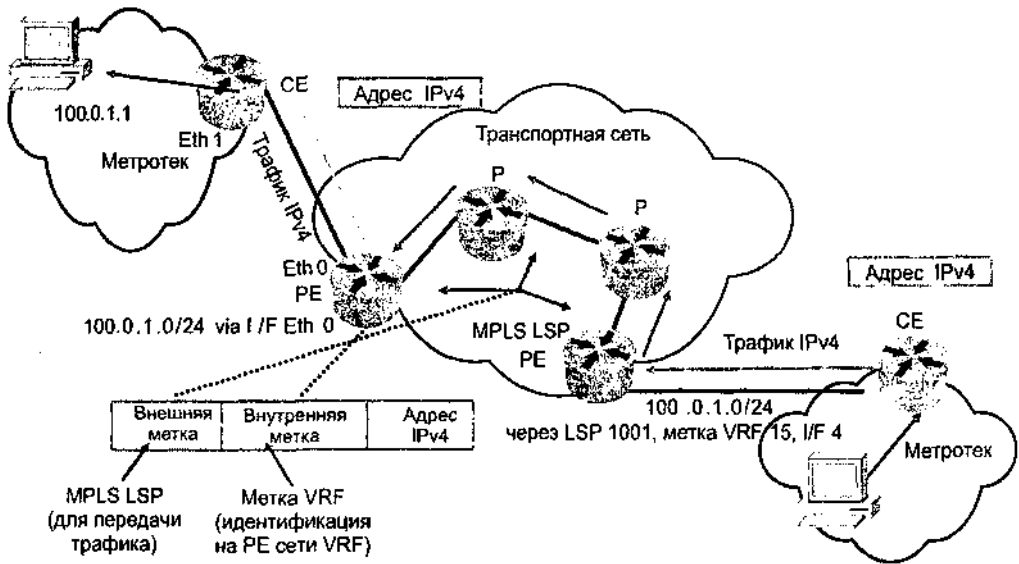 CE
Адрес IPv4
100.0.1.1
Eth 1
Метротек
Трафик IPv4
Транспортная сеть
P
P
Eth 0
PE
Адрес IPv4
100.0.1.0/24 via I /F Eth 0
MPLS LSP
PE
CE
Трафик IPv4
100 .0.1.0/24
через LSP 1001, метка VRF 15, I/F 4
Метротек
Внешняя
метка
Внутренняя
метка
Адрес
IPv4
MPLS LSP
(для передачи
трафика)
Метка VRF
(идентификация
на PE сети VRF)